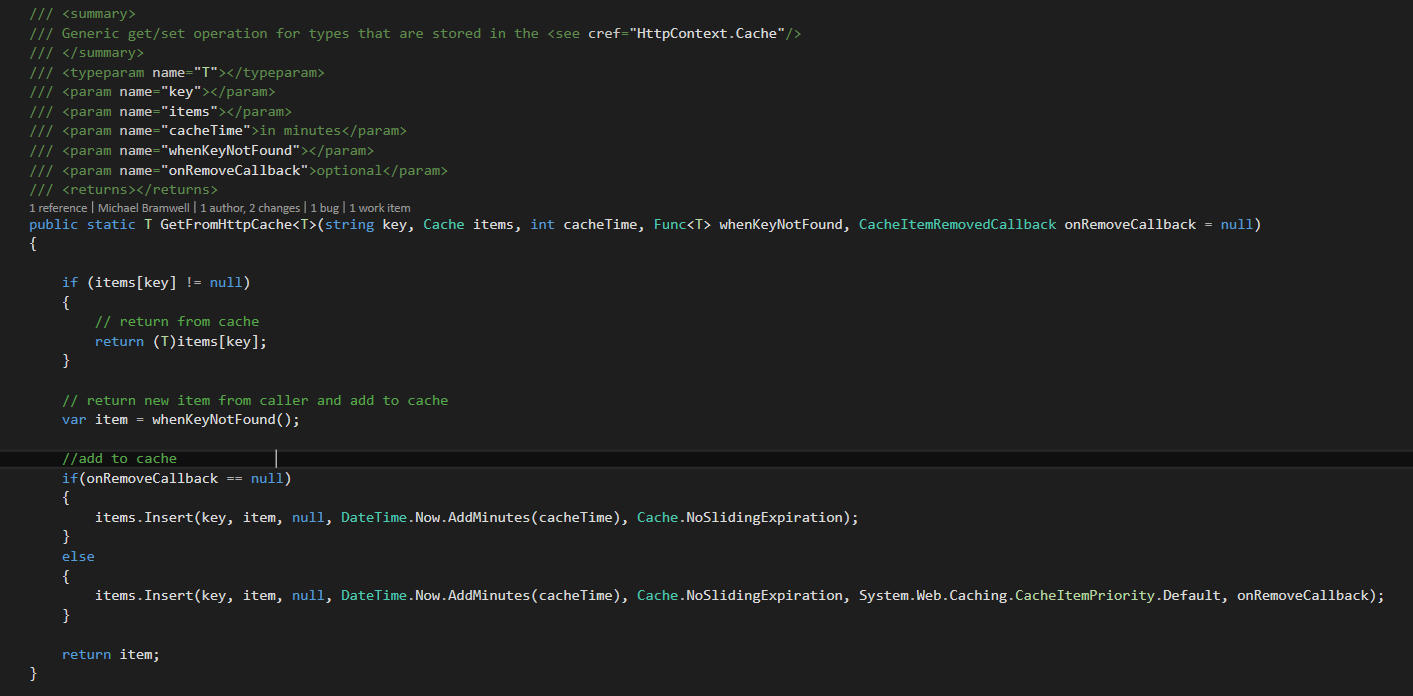 /// <summary>
/// Generic get/set operation for types that are stored in the <see cref="HttpContext.Cache"/>
/// </summary>
/// <typeparam name="T"></typeparam>
/// <param name="key"></param>
/// <param name="items"></param>
/// <param name="cacheTime">in minutes</param>
/// <param name="whenKeyNotFound"></param>
/// <param name="onRemoveCallback">optional</param>
/// <returns></returns>
1 reference | Michael Bramwell | 1 author, 2 changes | 1 bug | 1 work item
public static T GetFromHttpCache<T>(string key, Cache items, int cacheTime, Func<T> whenKeyNotFound, CacheItemRemovedCallback onRemoveCallback = null)
{
if (items[key] != null)
{
// return from cache
return (T)items[key];
}
// return new item from caller and add to cache
var item = whenKeyNotFound();
//add to cache
if(onRemoveCallback == null)
{
items.Insert(key, item, null, DateTime.Now.AddMinutes(cacheTime), Cache.NoSlidingExpiration);
}
else
{
items.Insert(key, item, null, DateTime.Now.AddMinutes(cacheTime), Cache.NoSlidingExpiration, System.Web.Caching.CacheItemPriority.Default, onRemoveCallback);
}
return item;
}